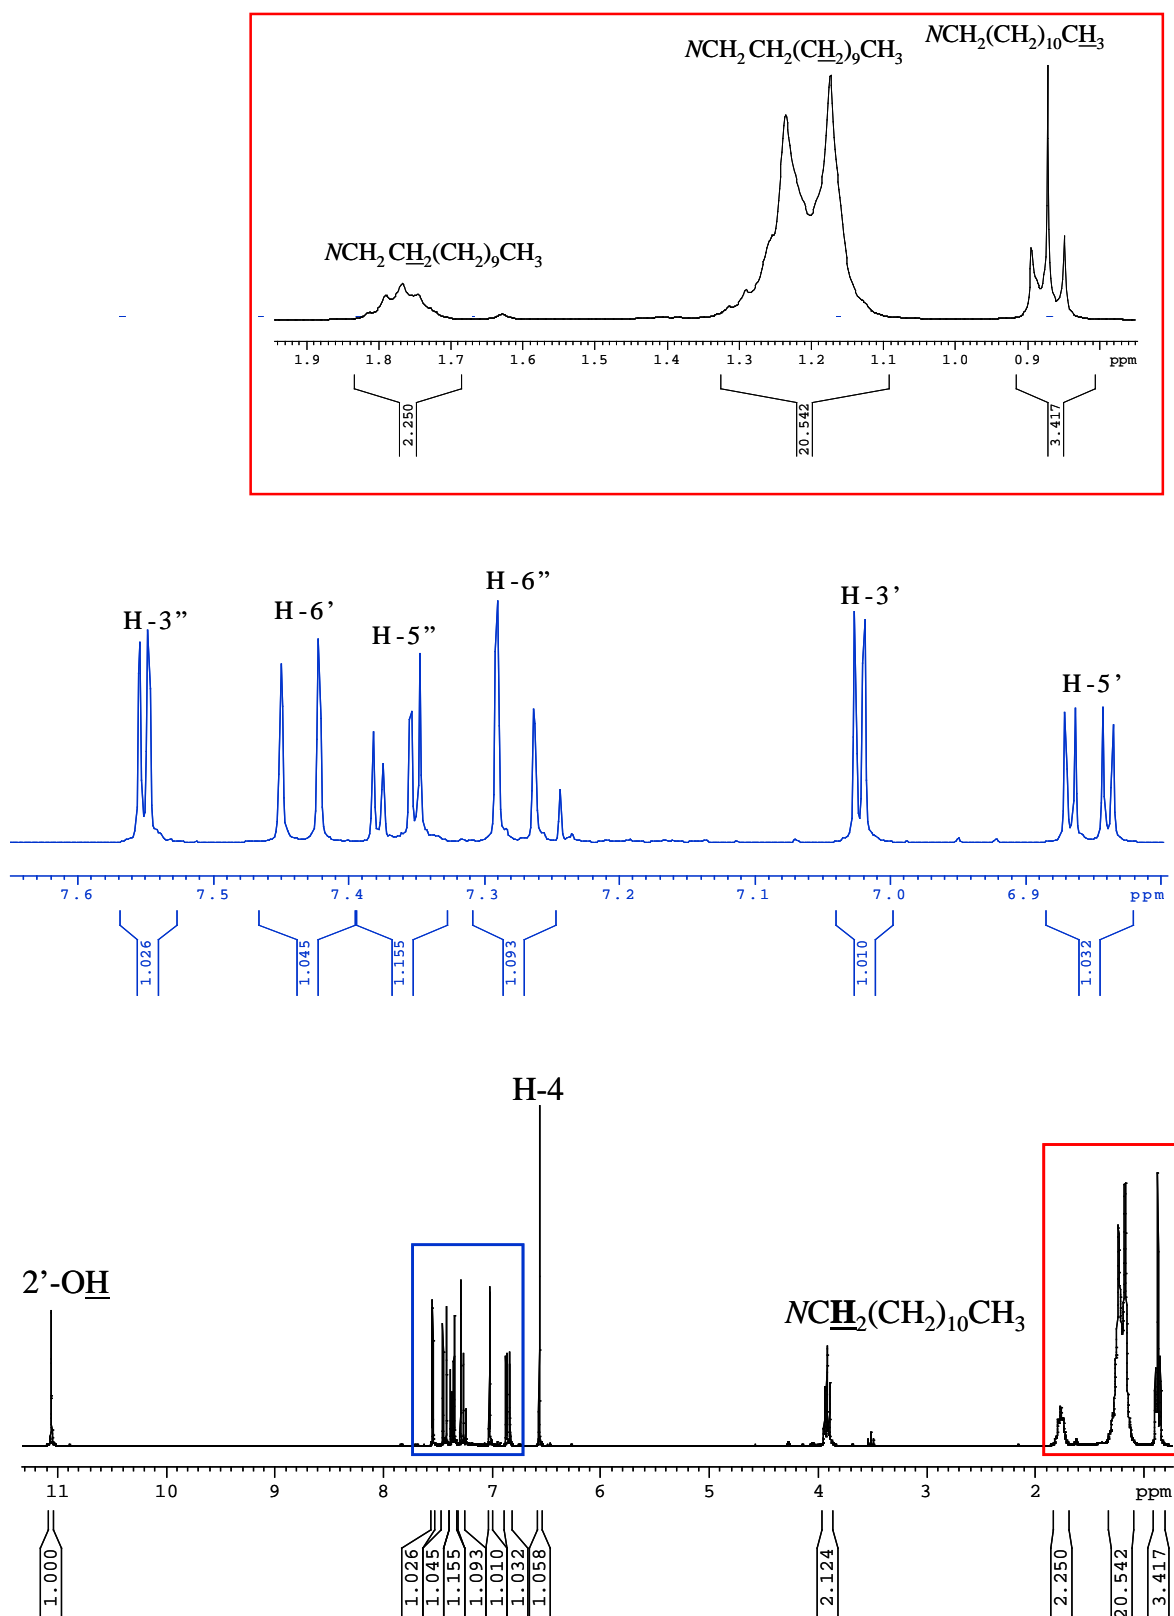 NCH2(CH2)10CH3
NCH2CH2(CH2)9CH3
NCH2CH2(CH2)9CH3
1.9 1.8 1.7 1.6 1.5 1.4 1.3 1.2 1.1 1.0 0.9 ppm
2.250 20.542 3.417
H-6”
H-3” H-6’ H-5” H-3’
H-5’
7.6 7.5 7.4 7.3 7.2 7.1 7.0 6.9 ppm
1.026 1.045 1.155 1.093 1.010 1.032
H-4
2’-OH
NCH2(CH2)10CH3
11 10 9 8 7 6 5 4 3 2 ppm
1.000 1.026 1.045 1.155 1.093 1.010 1.032 1.058 2.124 2.250 20.542 3.417